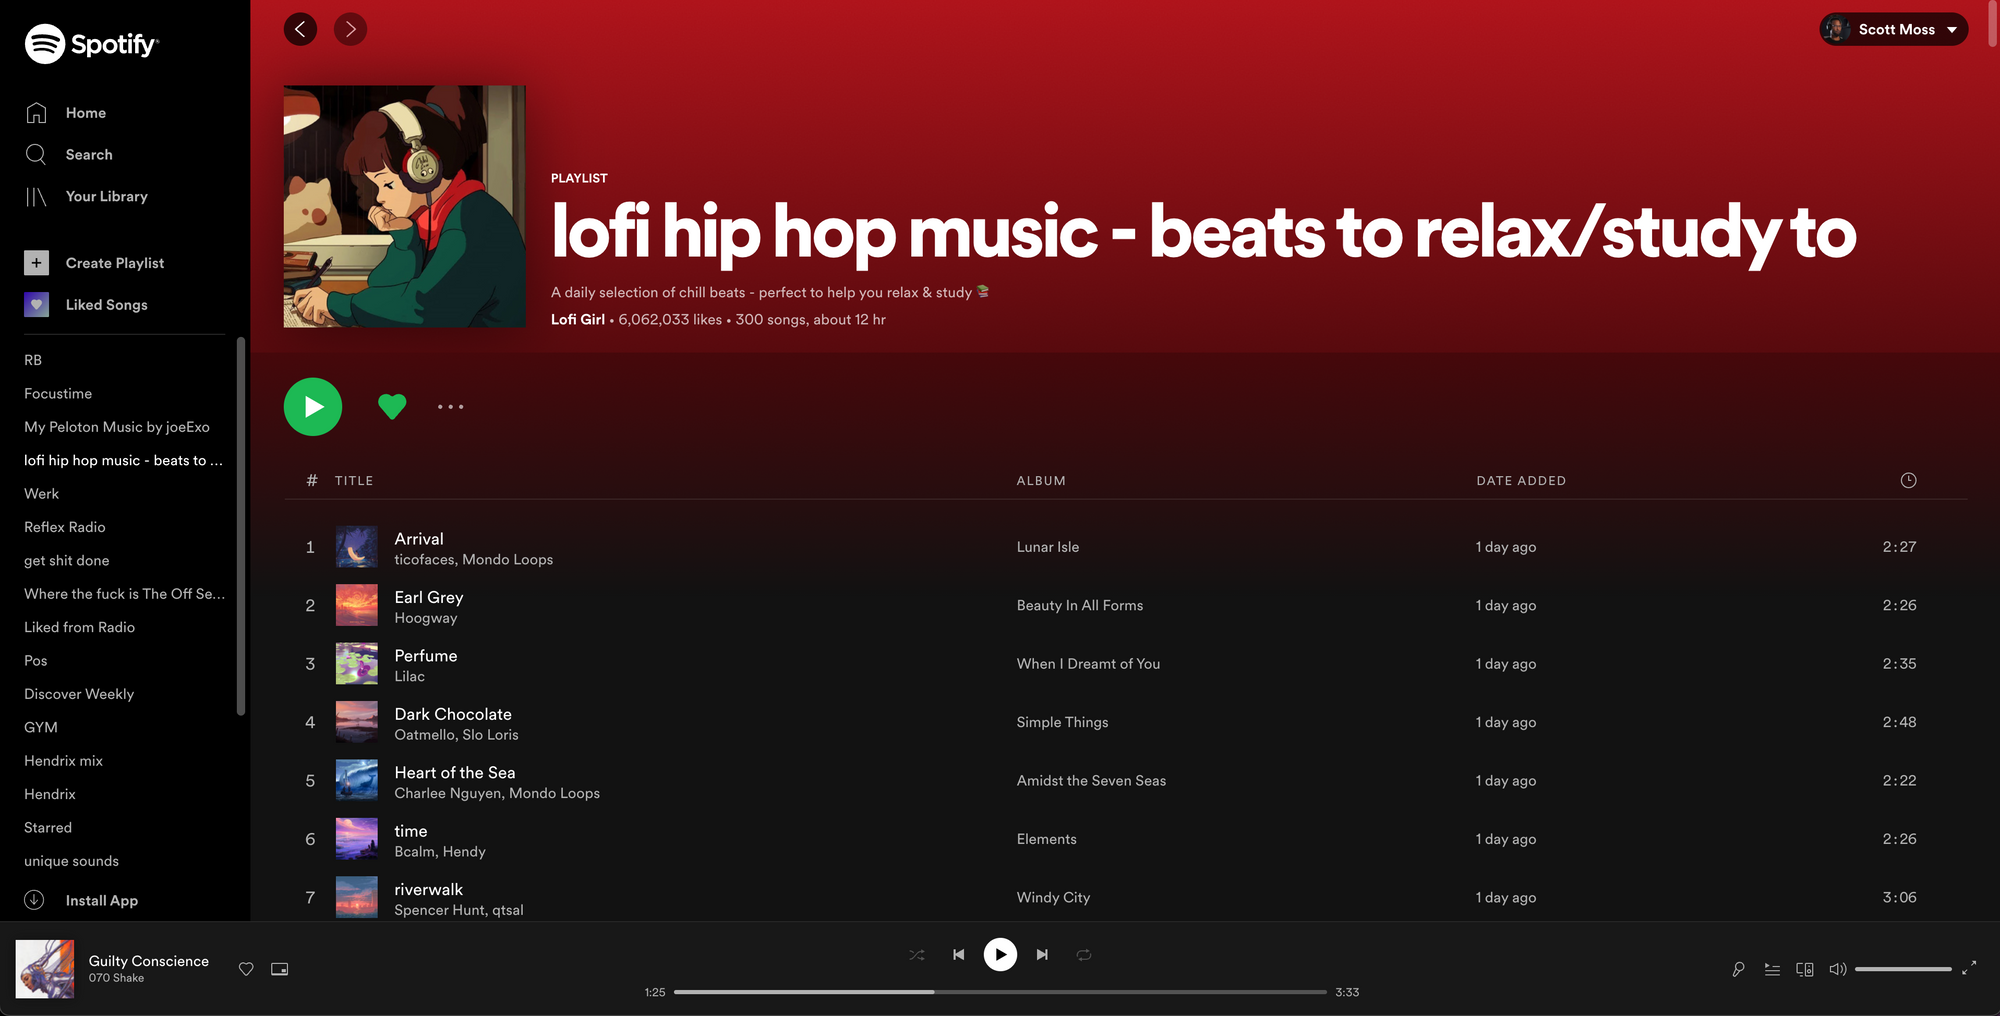 Spotify
Home
Search
Your Library
Create Playlist
Liked Songs
RB
Focustime
My Peloton Music by joeExo
lofi hip hop music - beats to ...
Werk
Reflex Radio
get shit done
Where the fuck is The Off Se...
Liked from Radio
Pos
Discover Weekly
GYM
Hendrix mix
Hendrix
Starred
unique sounds
Install App
Scott Moss
PLAYLIST
lofi hip hop music - beats to relax/study to
A daily selection of chill beats - perfect to help you relax & study 📚
Lofi Girl • 6,062,033 likes • 300 songs, about 12 hr
# TITLE ALBUM DATE ADDED
1 Arrival Lunar Isle 1 day ago 2:27
ticofaces, Mondo Loops
2 Earl Grey Beauty In All Forms 1 day ago 2:26
Hoogway
3 Perfume When I Dreamt of You 1 day ago 2:35
Lilac
4 Dark Chocolate Simple Things 1 day ago 2:48
Oatmello, Slo Loris
5 Heart of the Sea Amidst the Seven Seas 1 day ago 2:22
Charlee Nguyen, Mondo Loops
6 time Elements 1 day ago 2:26
Bcalm, Hendy
7 riverwalk Windy City 1 day ago 3:06
Spencer Hunt, qtsal
Guilty Conscience
070 Shake
1:25 3:33